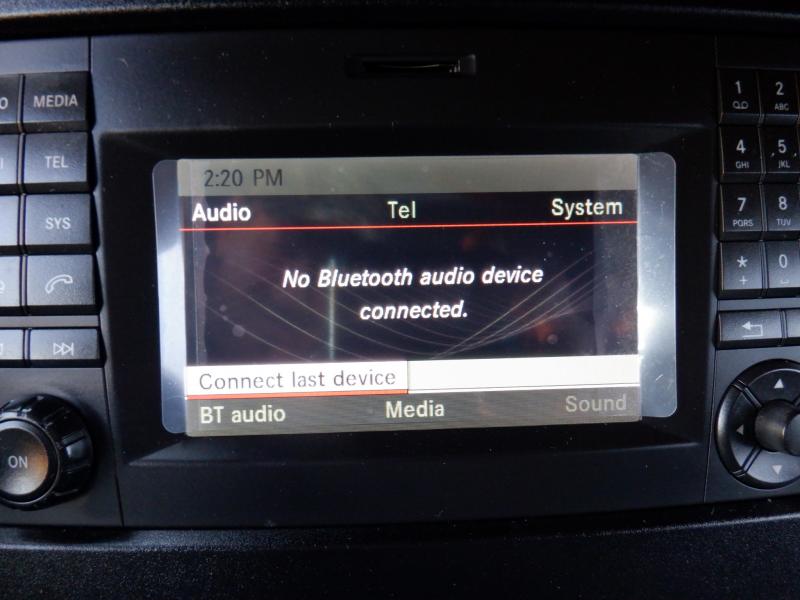 MEDIA
TEL
SYS
ON
2:20 PM
Audio Tel System
No Bluetooth audio device
connected.
Connect last device
BT audio Media Sound
1 2
ABC
4 5
GHI JKL
7 8
PQRS TUV
* 0
+